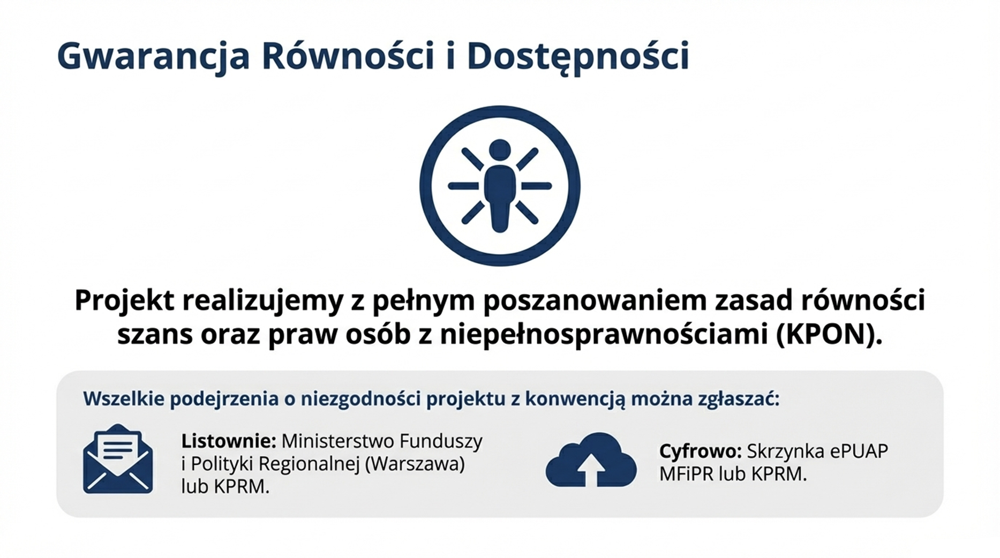 Gwarancja Równości i Dostępności
Projekt realizujemy z pełnym poszanowaniem zasad równości
szans oraz praw osób z niepełnosprawnościami (KPON).
Wszelkie podejrzenia o niezgodności projektu z konwencją można zgłaszać:
Listownie: Ministerstwo Funduszy
i Polityki Regionalnej (Warszawa)
lub KPRM.
Cyfrowo: Skrzynka ePUAP
MFiPR lub KPRM.